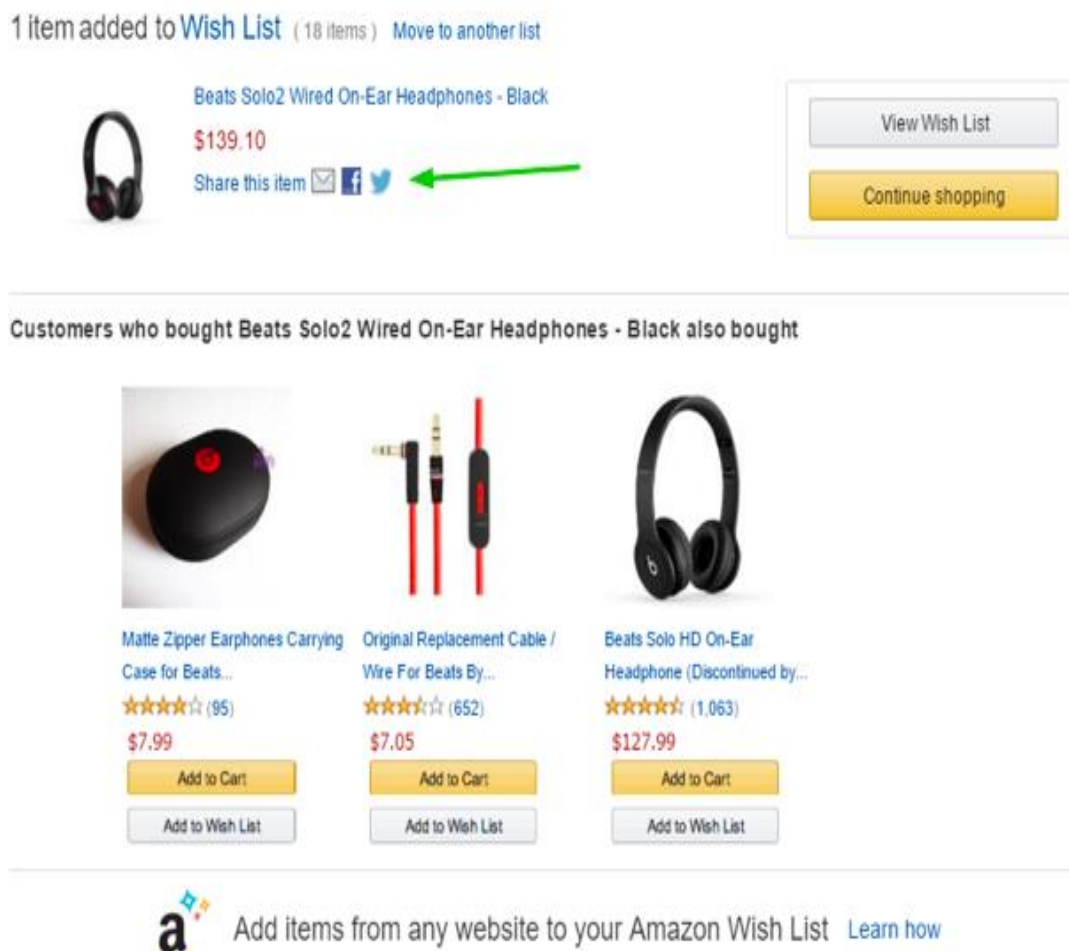 1 item added to Wish List ( 18 items ) Move to another list
Beats Solo2 Wired On-Ear Headphones - Black
$139.10
Share this item
View Wish List
Continue shopping
Customers who bought Beats Solo2 Wired On-Ear Headphones - Black also bought
Matte Zipper Earphones Carrying
Case for Beats...
(95)
$7.99
Add to Cart
Add to Wish List
Original Replacement Cable /
Wire For Beats By...
(652)
$7.05
Add to Cart
Add to Wish List
Beats Solo HD On-Ear
Headphone (Discontinued by...
(1,063)
$127.99
Add to Cart
Add to Wish List
a Add items from any website to your Amazon Wish List Learn how